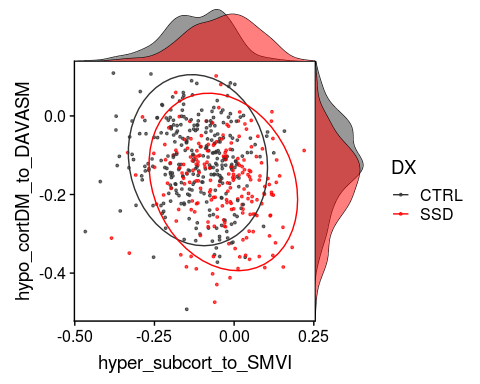 0.0
-0.2
-0.4
hypo_cortDM_to_DAVASM
-0.50
-0.25
0.00
0.25
hyper_subcort_to_SMVI
DX
CTRL
SSD